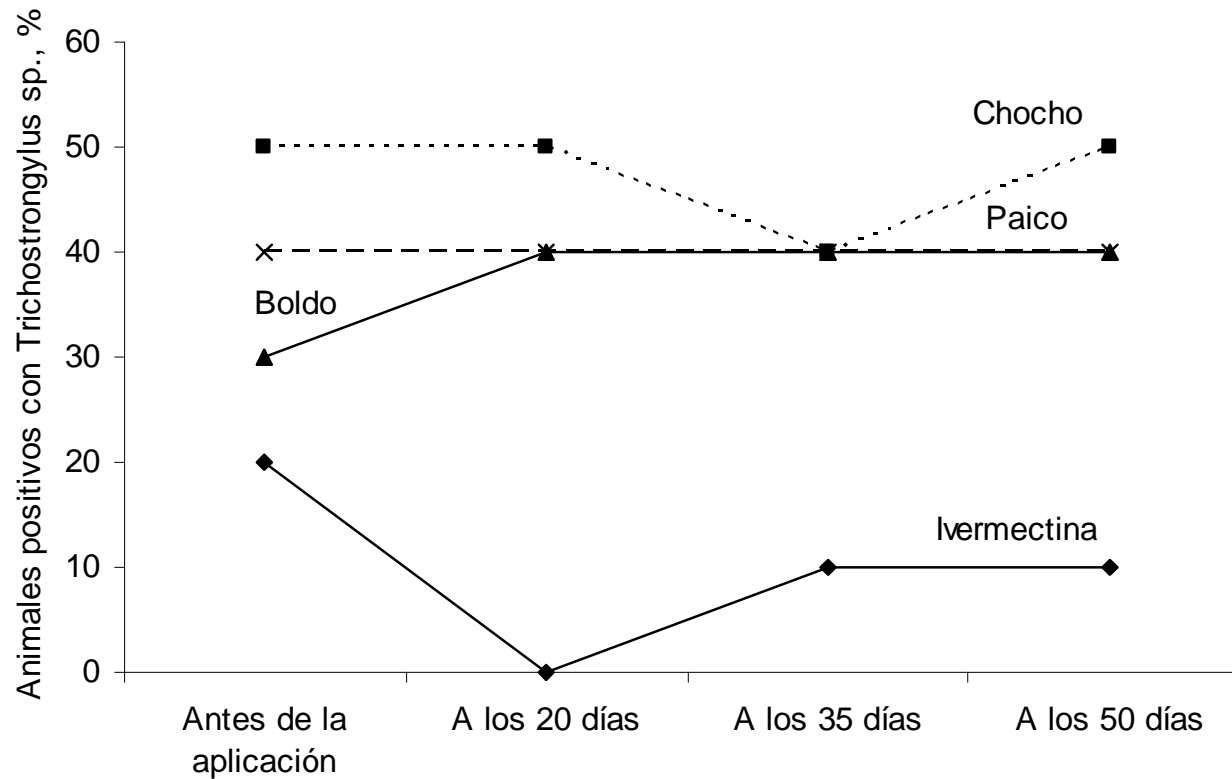 Animales positivos con Trichostrongylus sp., %
60
50
40
30
20
10
0
Chocho
Paico
Boldo
Ivermectina
Antes de la
aplicación
A los 20 días
A los 35 días
A los 50 días